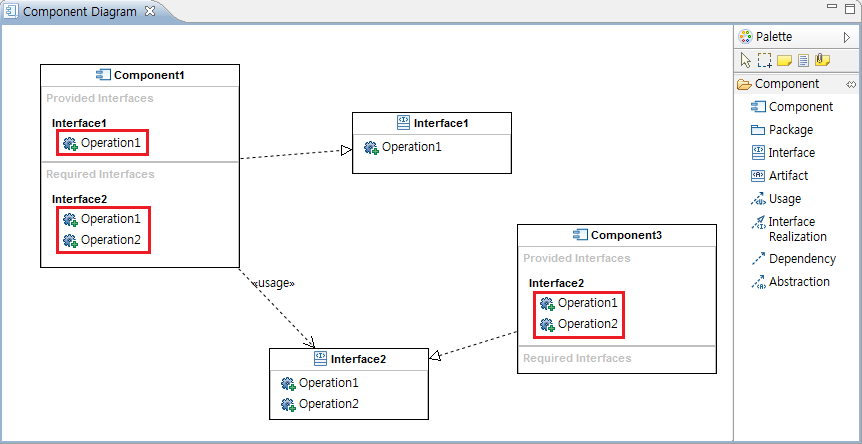 Component Diagram
Component1
Provided Interfaces
Interface1
Operation1
Required Interfaces
Interface2
Operation1
Operation2
Interface1
Operation1
«usage»
Component3
Provided Interfaces
Interface2
Operation1
Operation2
Required Interfaces
Interface2
Operation1
Operation2
Palette
Component
Component
Package
Interface
Artifact
Usage
Interface
Realization
Dependency
Abstraction